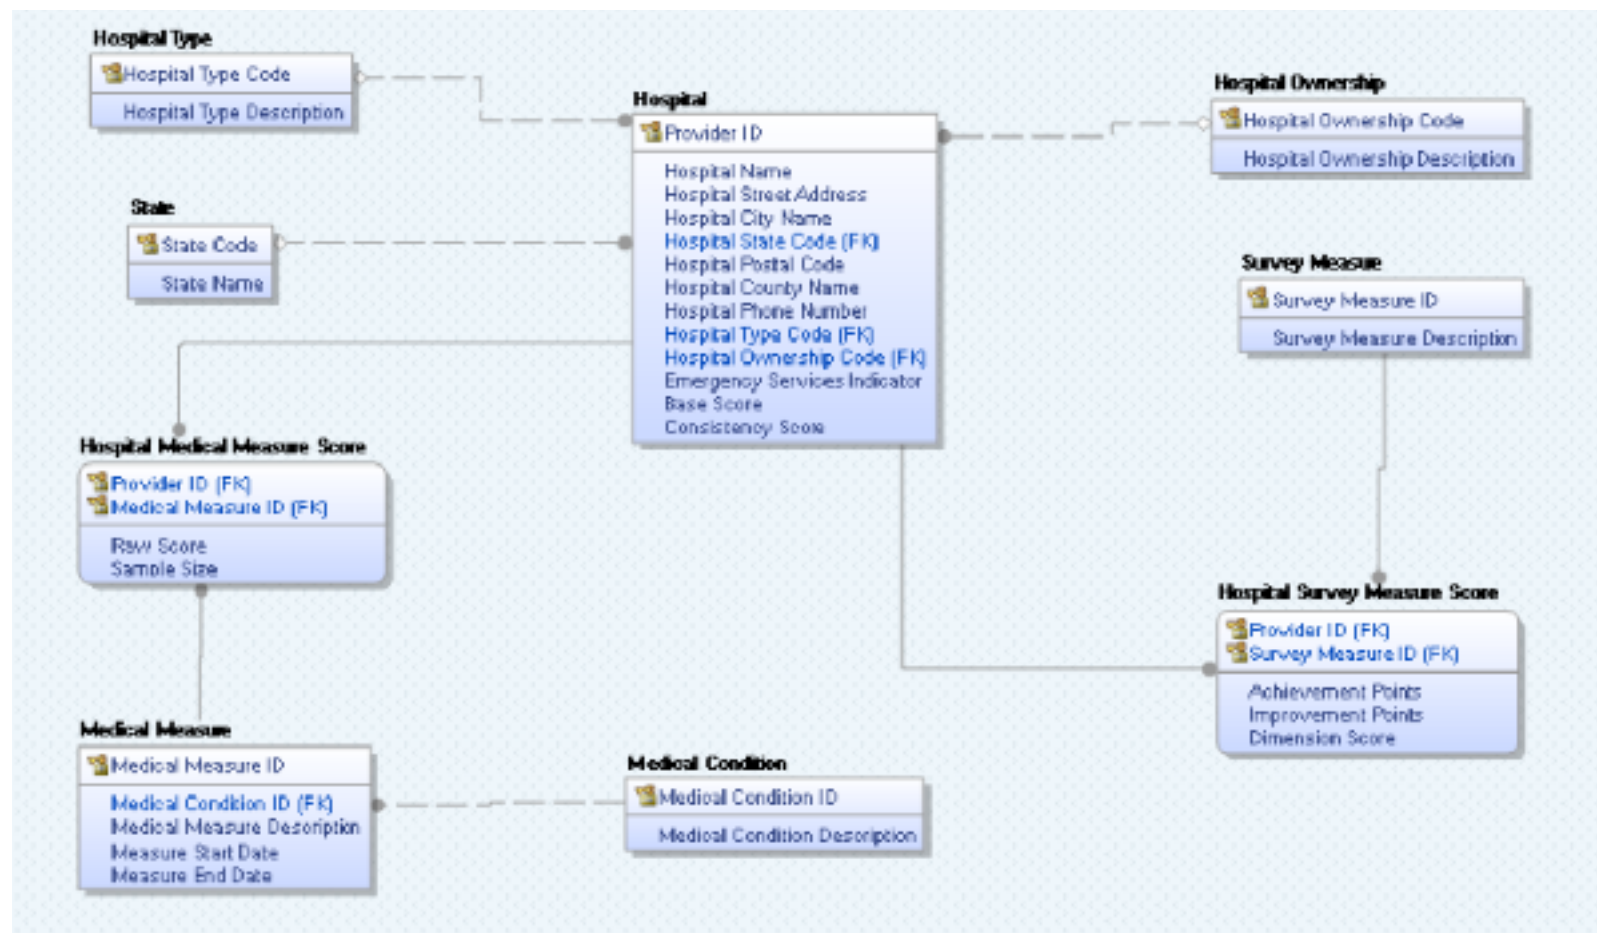 Hospital Type
Hospital Type Code
Hospital Type Description
Hospital
Provider ID
Hospital Name
Hospital Street Address
Hospital City Name
Hospital State Code (FK)
Hospital Postal Code
Hospital County Name
Hospital Phone Number
Hospital Type Code (FK)
Hospital Ownership Code (FK)
Emergency Services Indicator
Base Score
Consistency Score
Hospital Ownership
Hospital Ownership Code
Hospital Ownership Description
State
State Code
State Name
Survey Measure
Survey Measure ID
Survey Measure Description
Hospital Medical Measure Score
Provider ID (FK)
Medical Measure ID (FK)
Raw Score
Sample Size
Hospital Survey Measure Score
Provider ID (FK)
Survey Measure ID (FK)
Achievement Points
Improvement Points
Dimension Score
Medical Measure
Medical Measure ID
Medical Condition ID (FK)
Medical Measure Description
Measure Start Date
Measure End Date
Medical Condition
Medical Condition ID
Medical Condition Description